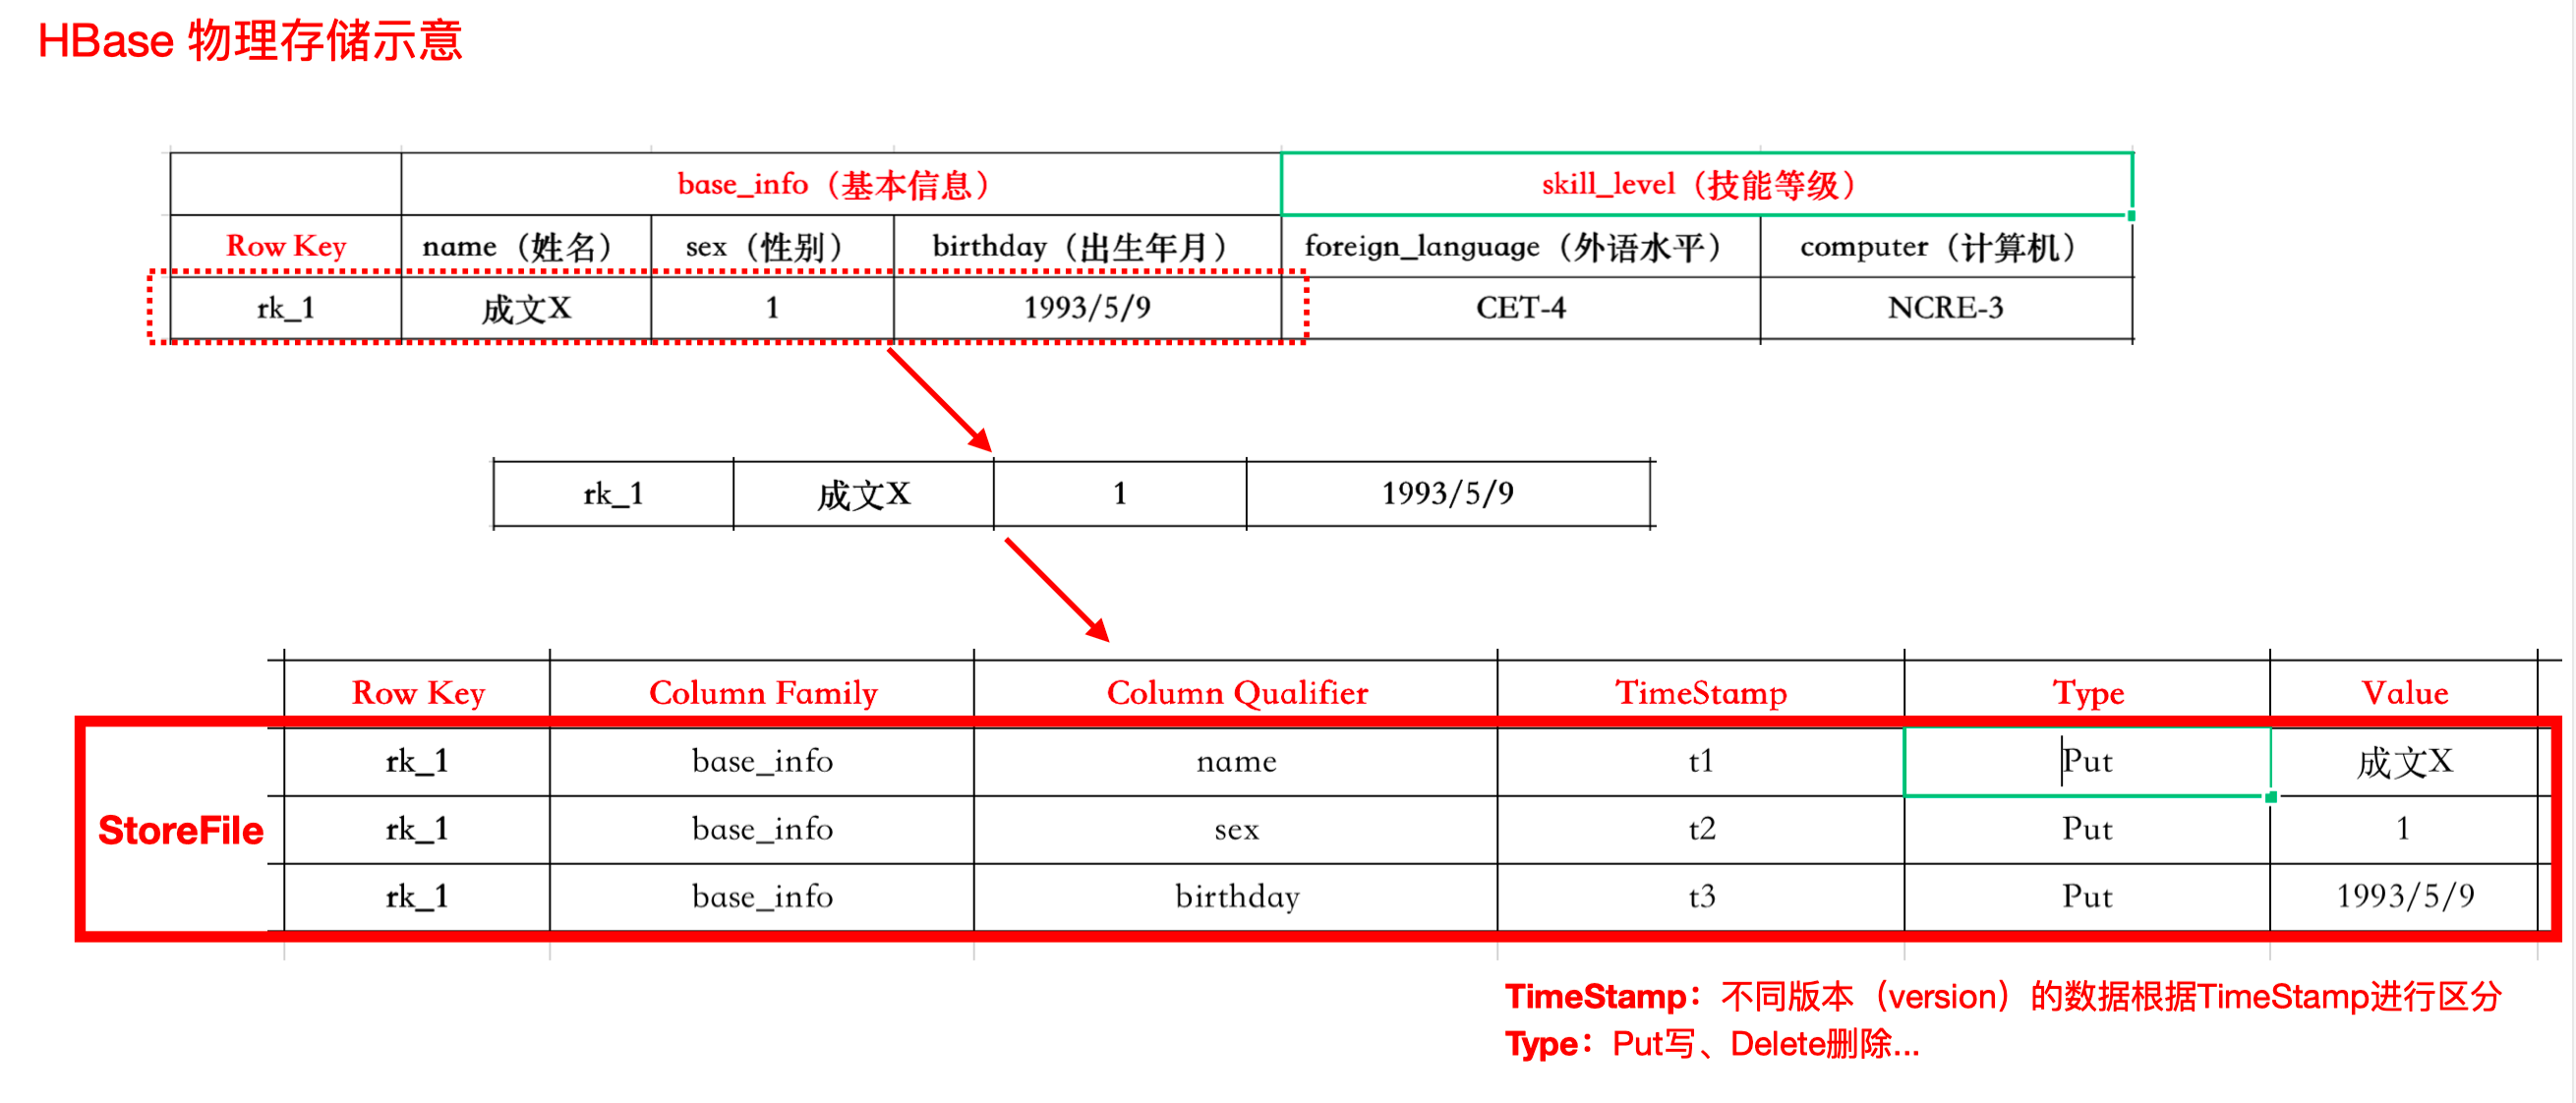 HBase 物理存储示意
base_info（基本信息） skill_level（技能等级）
Row Key name（姓名） sex（性别） birthday（出生年月） foreign_language（外语水平） computer（计算机）
rk_1 成文X 1 1993/5/9 CET-4 NCRE-3
rk_1 成文X 1 1993/5/9
Row Key Column Family Column Qualifier TimeStamp Type Value
rk_1 base_info name t1 Put 成文X
StoreFile rk_1 base_info sex t2 Put 1
rk_1 base_info birthday t3 Put 1993/5/9
TimeStamp：不同版本（version）的数据根据TimeStamp进行区分
Type：Put写、Delete删除...